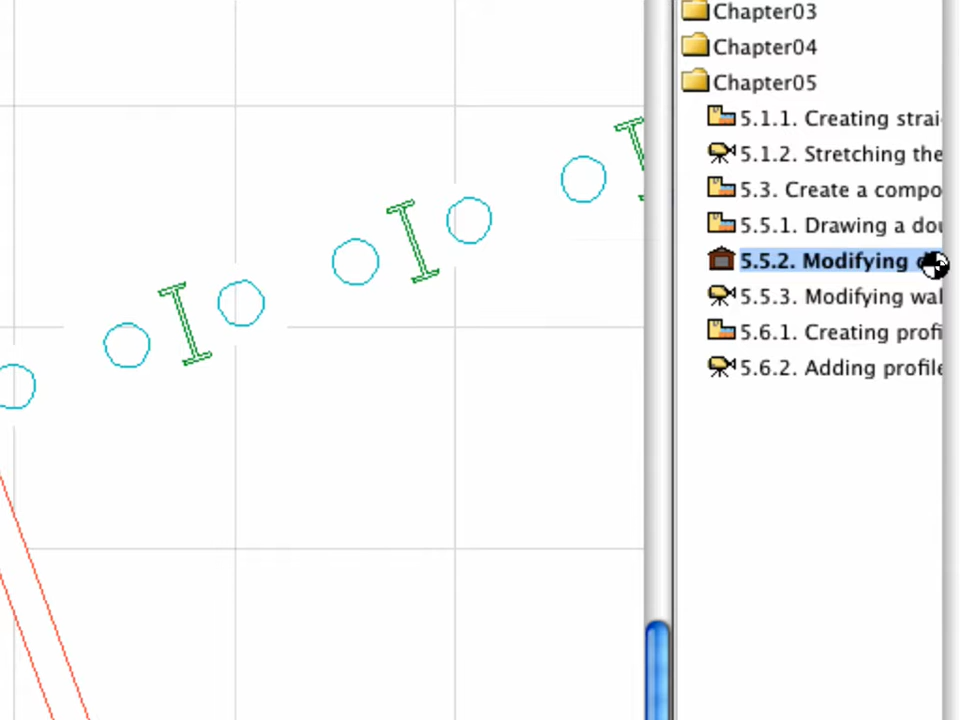 Chapter03
Chapter04
Chapter05
5.1.1. Creating strai
5.1.2. Stretching the
5.3. Create a compo
5.5.1. Drawing a dou
5.5.2. Modifying
5.5.3. Modifying wal
5.6.1. Creating profi
5.6.2. Adding profile